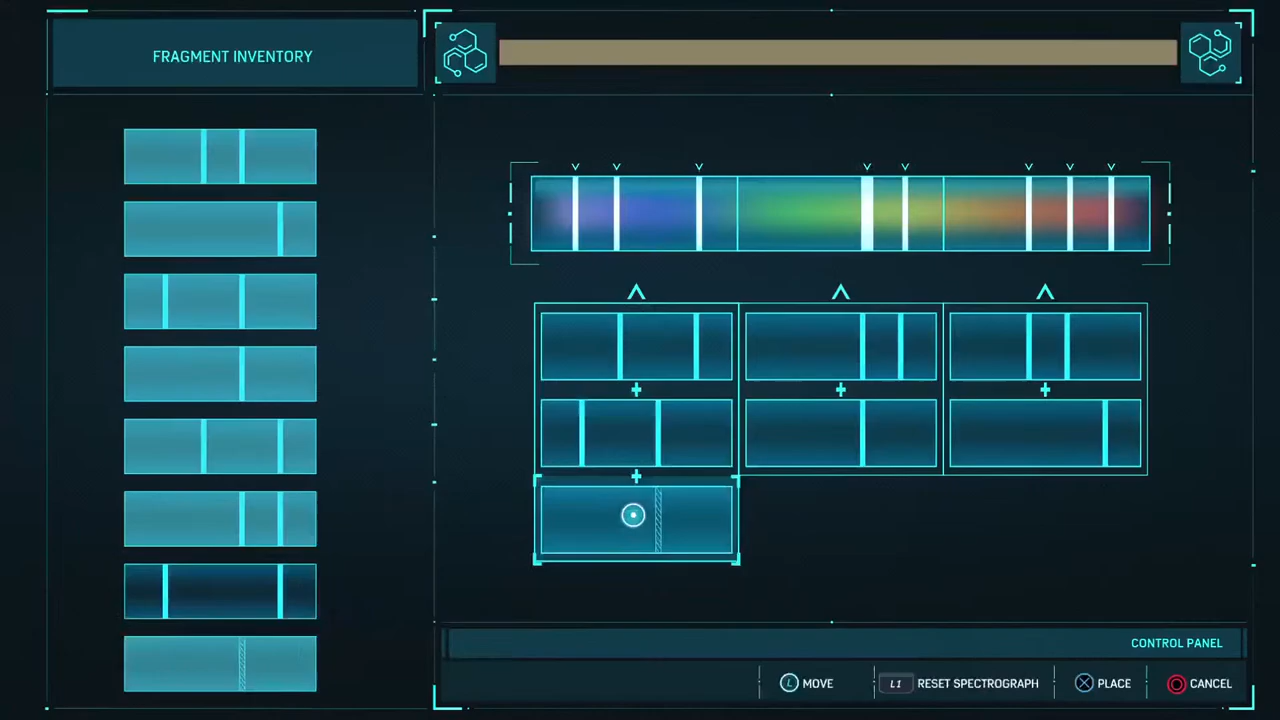 FRAGMENT INVENTORY
CONTROL PANEL
L MOVE
L1 RESET SPECTROGRAPH
PLACE
CANCEL